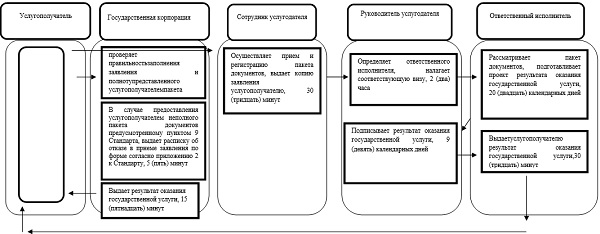 Услугополучатель
Государственная корпорация
Сотрудник услугодателя
Руководитель услугодателя
Ответственный исполнитель
проверяет
правильностьзаполнения
заявления и
полнотупредставленного
услугополучателемпакета
В случае предоставления
услугополучателем неполного
пакета документов
предусмотренному пунктом 9
Стандарта, выдает расписку об
отказе в приеме заявления по
форме согласно приложению 2
к Стандарту, 5 (пять) минут
Выдает результат оказания
государственной услуги, 15
(пятнадцать) минут
Осуществляет прием и
регистрацию пакета
документов, выдает копию
заявления
услугополучателю, 30
(тридцать) минут
Определяет ответственного
исполнителя, налагает
соответствующую визу, 2 (два)
часа
Подписывает результат оказания
государственной услуги, 9
(девять) календарных дней
Рассматривает пакет
документов, подготавливает
проект результата оказания
государственной услуги,
20 (двадцать) календарных дней
Выдаетуслугополучателю
результат оказания
государственной услуги,30
(тридцать) минут